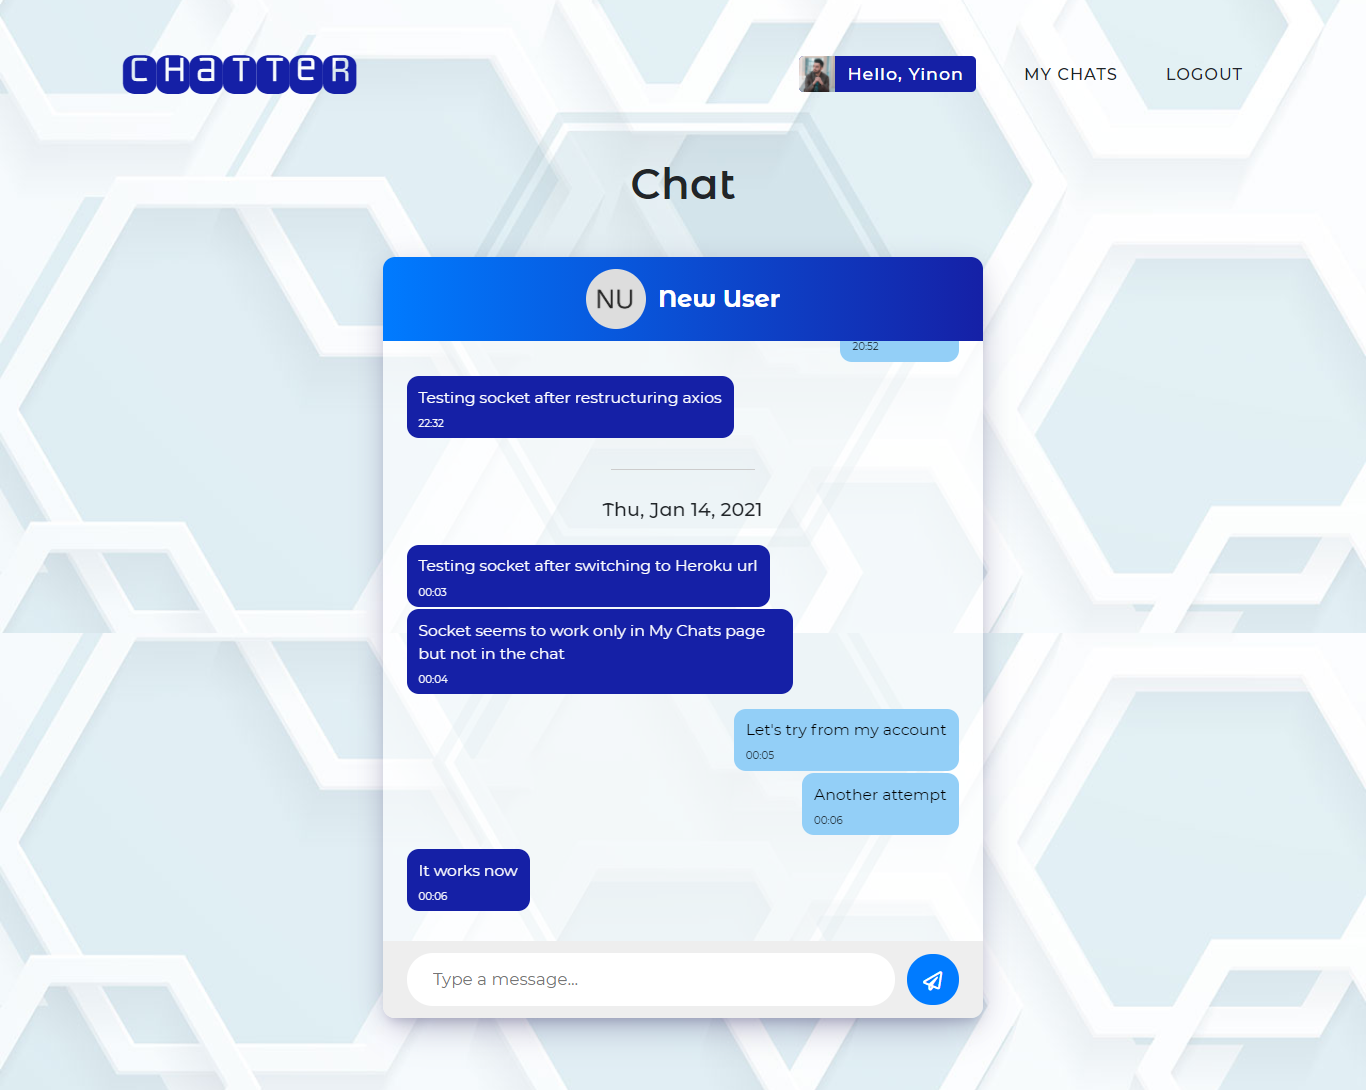 CHaTTeR
Hello, Yinon
MY CHATS
LOGOUT
Chat
NU
New User
20:52
Testing socket after restructuring axios
22:32
Thu, Jan 14, 2021
Testing socket after switching to Heroku url
00:03
Socket seems to work only in My Chats page
but not in the chat
00:04
Let's try from my account
00:05
Another attempt
00:06
It works now
00:06
Type a message...